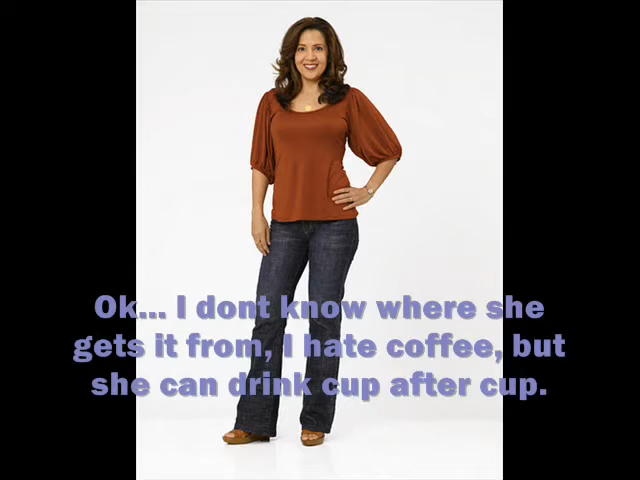 Ok... I dont know where she
gets it from, I hate coffee, but
she can drink cup after cup.